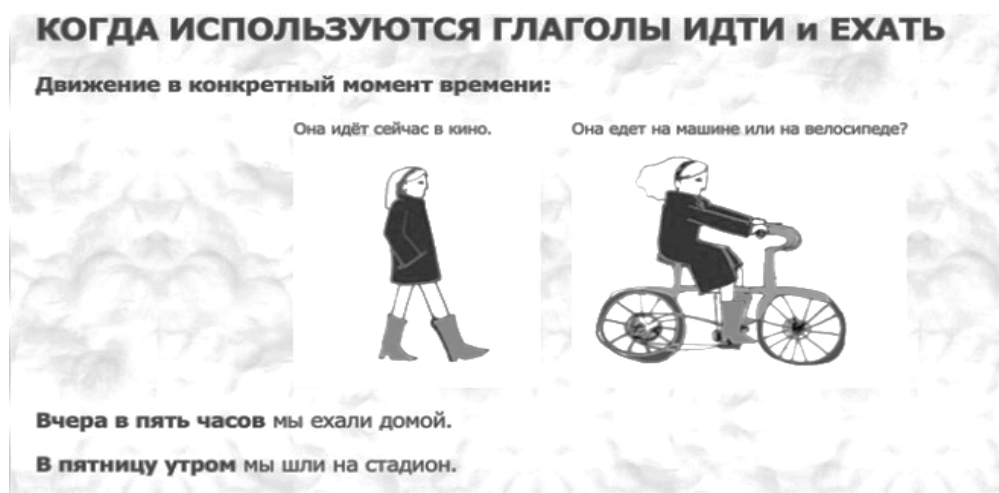 КОГДА ИСПОЛЬЗУЮТСЯ ГЛАГОЛЫ ИДТИ и ЕХАТЬ
Движение в конкретный момент времени:
Она идёт сейчас в кино.
Она едет на машине или на велосипеде?
Вчера в пять часов мы ехали домой.
В пятницу утром мы шли на стадион.